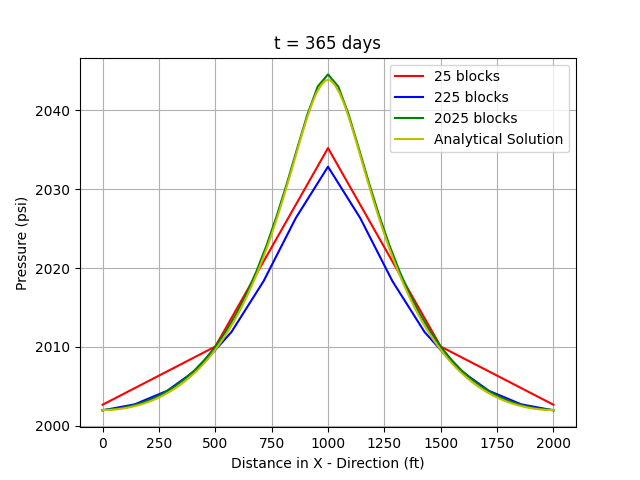 t = 365 days
25 blocks
225 blocks
2025 blocks
Analytical Solution
Pressure (psi)
2040
2030
2020
2010
2000
0 250 500 750 1000 1250 1500 1750 2000
Distance in X - Direction (ft)